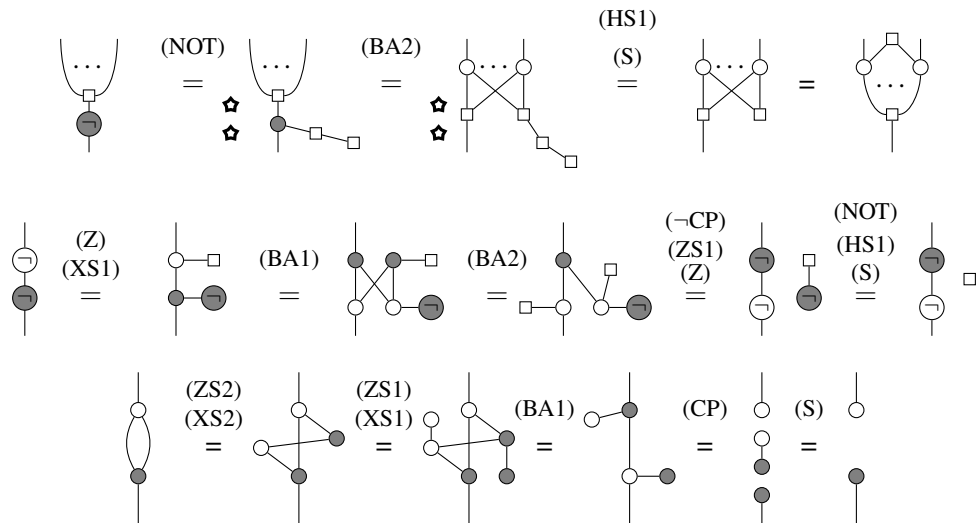 (NOT) (BA2) (HS1)
(S)
... = ... = ... = ... = ...
¬
(Z) (XS1) (BA1) (BA2) (¬CP) (ZS1) (Z) (NOT) (HS1) (S)
¬ = = = ¬ = ¬
¬ ¬ ¬ ¬ ¬ ¬ ¬
(ZS2) (XS2) (ZS1) (XS1) (BA1) (CP) (S)
= = = = =